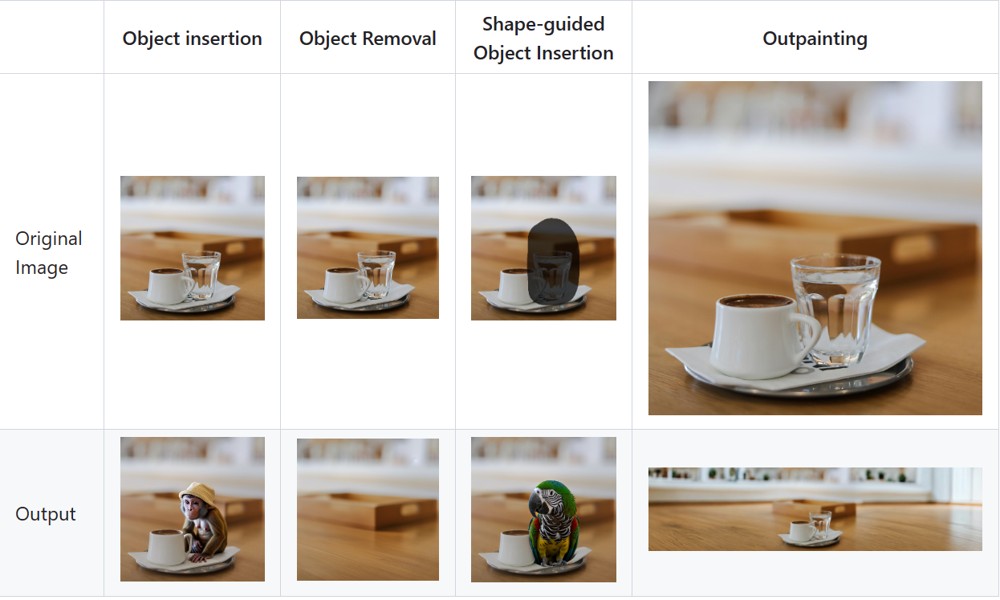 Object insertion
Object Removal
Shape-guided
Object Insertion
Outpainting
Original
Image
Output